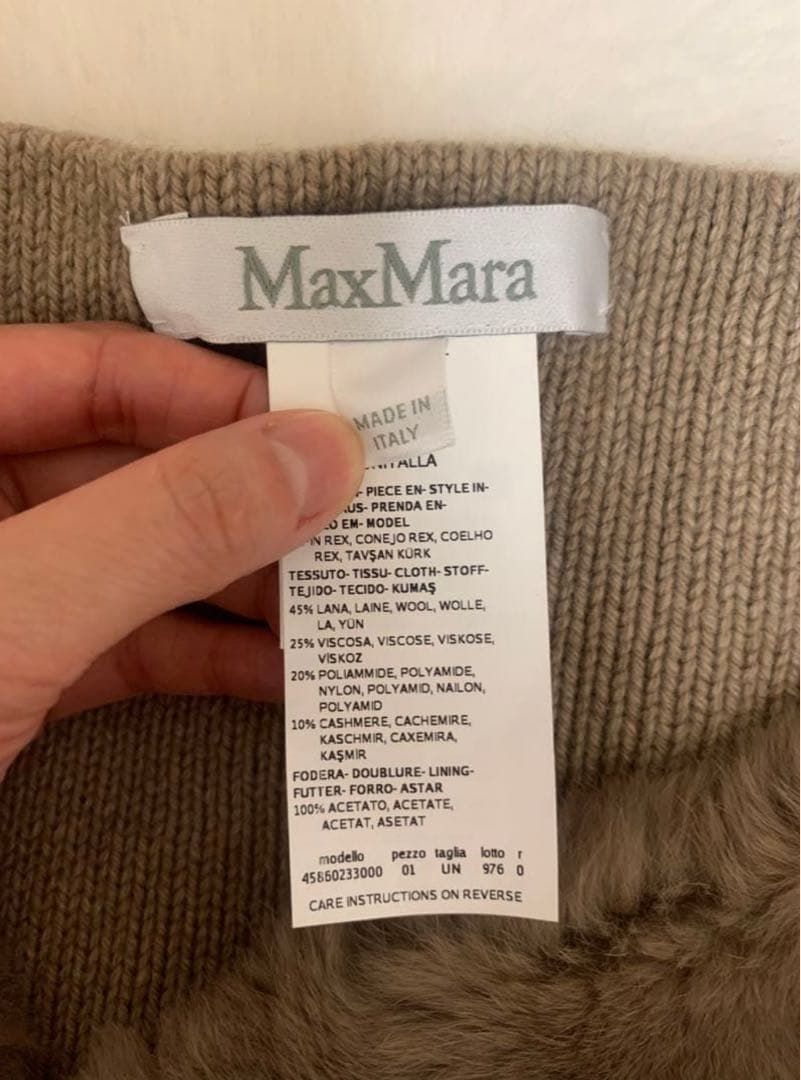 MaxMara
MADE IN
ITALY
PIECE EN- STYLE IN-
PRENDA EN-
EM- MODEL
REX, CONEJO REX, COELHO
REX, TAVŞAN KÜRK
TESSUTO- TISSU- CLOTH- STOFF-
TEJIDO- TECIDO- KUMAŞ
45% LANA, LAINE, WOOL, WOLLE,
LA, YÜN
25% VISCOSA, VISCOSE, VISKOSE,
VİSKOZ
20% POLIAMMIDE, POLYAMIDE,
NYLON, POLYAMID, NAILON,
POLYAMID
10% CASHMERE, CACHEMIRE,
KASCHMIR, CAXEMIRA,
KAŞMİR
FODERA- DOUBLURE- LINING-
FUTTER- FORRO- ASTAR
100% ACETATO, ACETATE,
ACETAT, ASETAT
modello pezzo taglia lotto r
45860233000 01 UN 976 0
CARE INSTRUCTIONS ON REVERSE